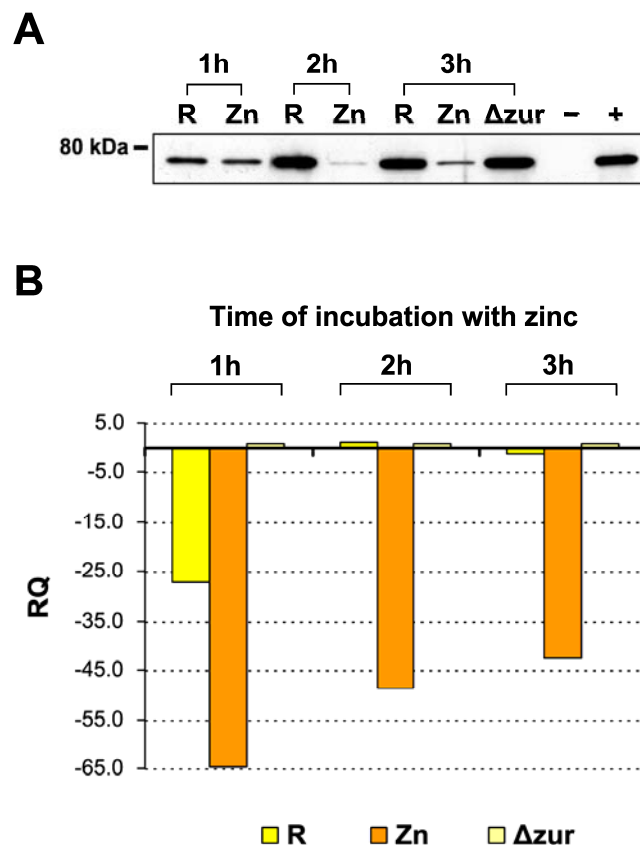 A
1h 2h 3h
R Zn R Zn R Zn Δzur – +
80 kDa
B
Time of incubation with zinc
1h 2h 3h
5.0
-5.0
-15.0
-25.0
-35.0
-45.0
-55.0
-65.0
RQ
R Zn Δzur